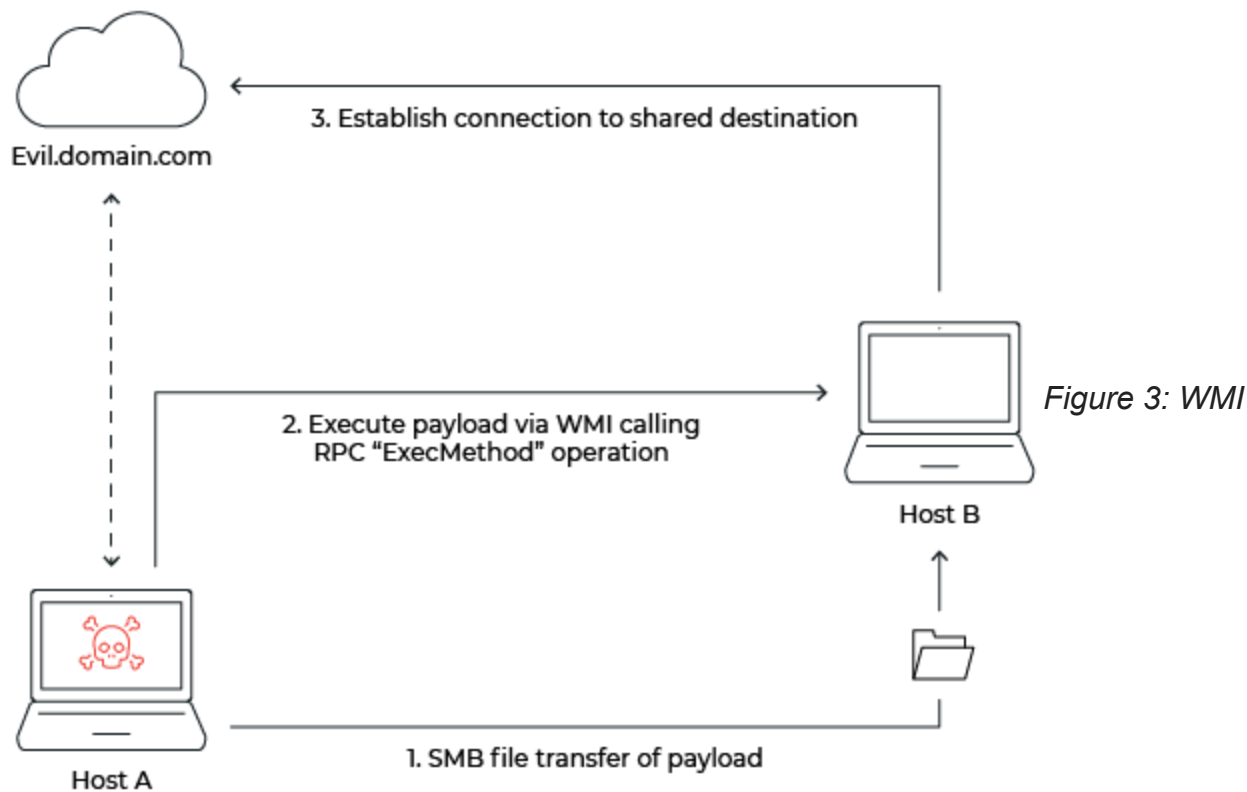 3. Establish connection to shared destination
Evil.domain.com
2. Execute payload via WMI calling
RPC “ExecMethod” operation
Figure 3: WMI
Host B
1. SMB file transfer of payload
Host A